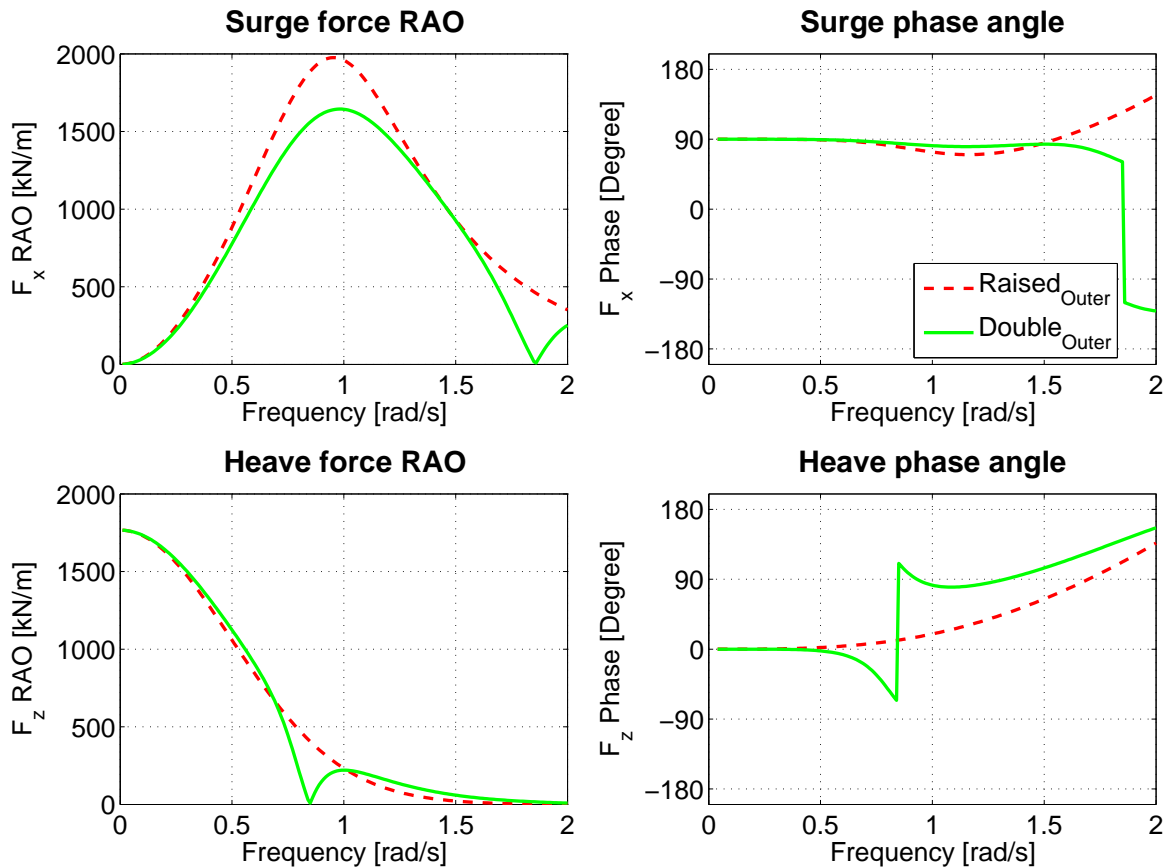 Surge force RAO
2000
1500
1000
500
0
F_x RAO [kN/m]
0 0.5 1 1.5 2
Frequency [rad/s]
Surge phase angle
180
90
0
−90
−180
F_x Phase [Degree]
Raised_Outer
Double_Outer
0 0.5 1 1.5 2
Frequency [rad/s]
Heave force RAO
2000
1500
1000
500
0
F_z RAO [kN/m]
0 0.5 1 1.5 2
Frequency [rad/s]
Heave phase angle
180
90
0
−90
−180
F_z Phase [Degree]
0 0.5 1 1.5 2
Frequency [rad/s]